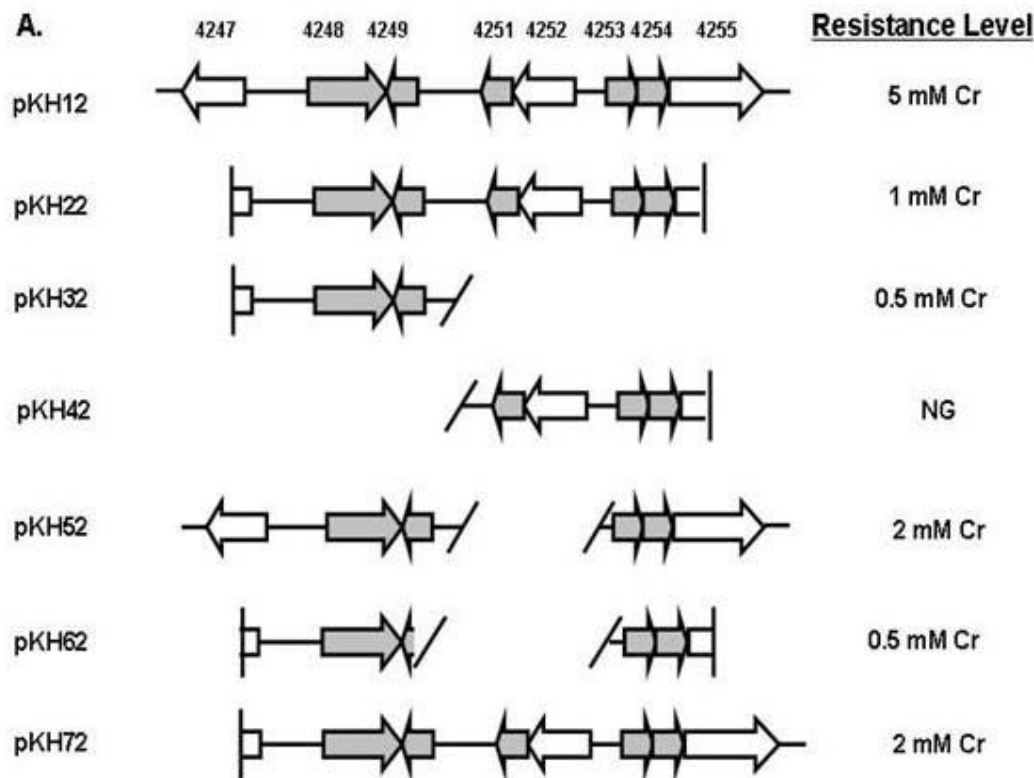 A. 4247 4248 4249 4251 4252 4253 4254 4255 Resistance Level
pKH12 5 mM Cr
pKH22 1 mM Cr
pKH32 0.5 mM Cr
pKH42 NG
pKH52 2 mM Cr
pKH62 0.5 mM Cr
pKH72 2 mM Cr